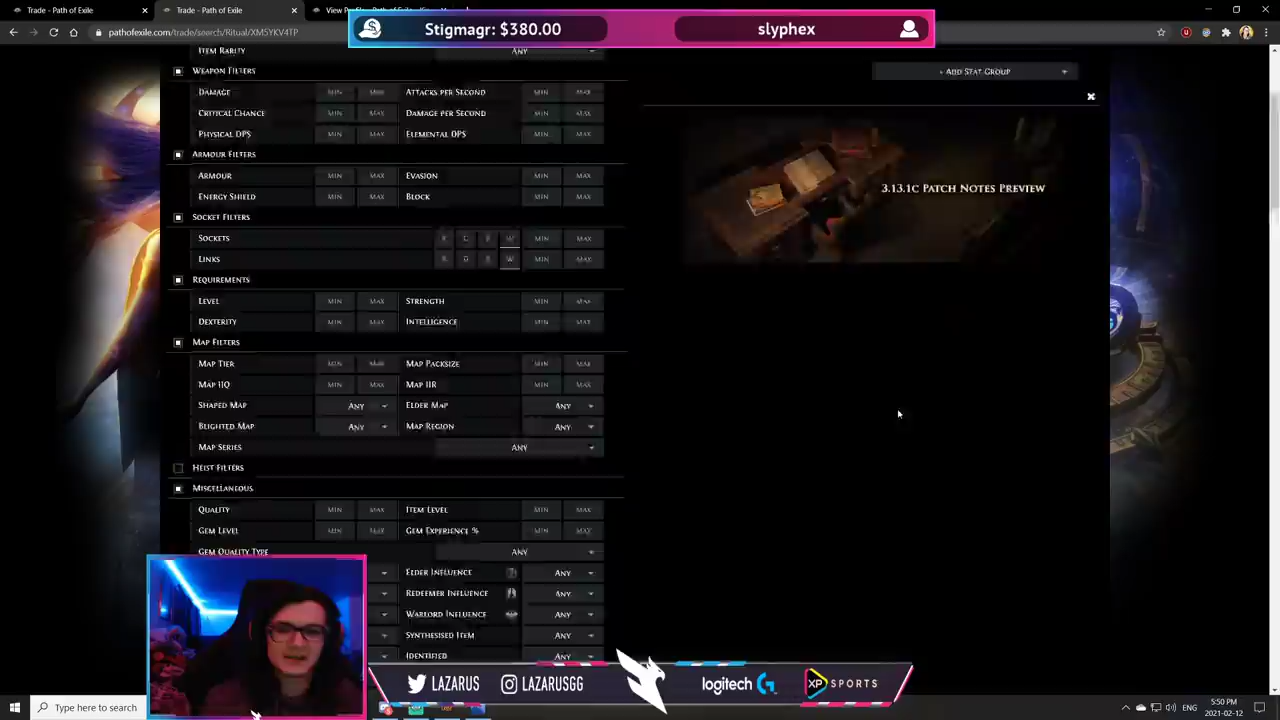 Trade - Path of Exile
Trade - Path of Exile
View Profile
pathofexile.com/trade/search/Ritual/XM5YKV4TP
Stigmagr: $380.00
slyphex
Item Rarity
Any
+ Add Stat Group
Weapon Filters
Damage MIN MAX Attacks per Second MIN MAX
Critical Chance MIN MAX Damage per Second MIN MAX
Physical DPS MIN MAX Elemental DPS MIN MAX
Armour Filters
Armour MIN MAX Evasion MIN MAX
Energy Shield MIN MAX Block MIN MAX
3.13.1c Patch Notes Preview
Socket Filters
Sockets R G B W MIN MAX
Links R G B W MIN MAX
Requirements
Level MIN MAX Strength MIN MAX
Dexterity MIN MAX Intelligence MIN MAX
Map Filters
Map Tier MIN MAX Map Packsize MIN MAX
Map IIQ MIN MAX Map IIR MIN MAX
Shaped Map Any Elder Map Any
Blighted Map Any Map Region Any
Map Series Any
Heist Filters
Miscellaneous
Quality MIN MAX Item Level MIN MAX
Gem Level MIN MAX Gem Experience % MIN MAX
Gem Quality Type Any
Elder Influence Any
Redeemer Influence Any
Warlord Influence Any
Synthesised Item Any
Identified Any
LAZARUS
LAZARUSGG
logitech G
XP SPORTS
Type here to search
ENG
5:50 PM
2021-02-12